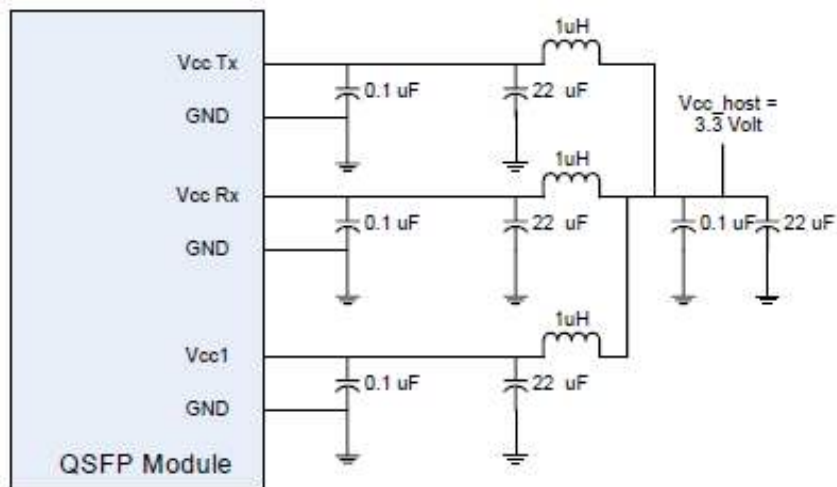 1uH
Vcc Tx
0.1 uF
22 uF
Vcc_host =
3.3 Volt
GND
1uH
Vcc Rx
0.1 uF
22 uF
0.1 uF
22 uF
GND
1uH
Vcc1
0.1 uF
22 uF
GND
QSFP Module